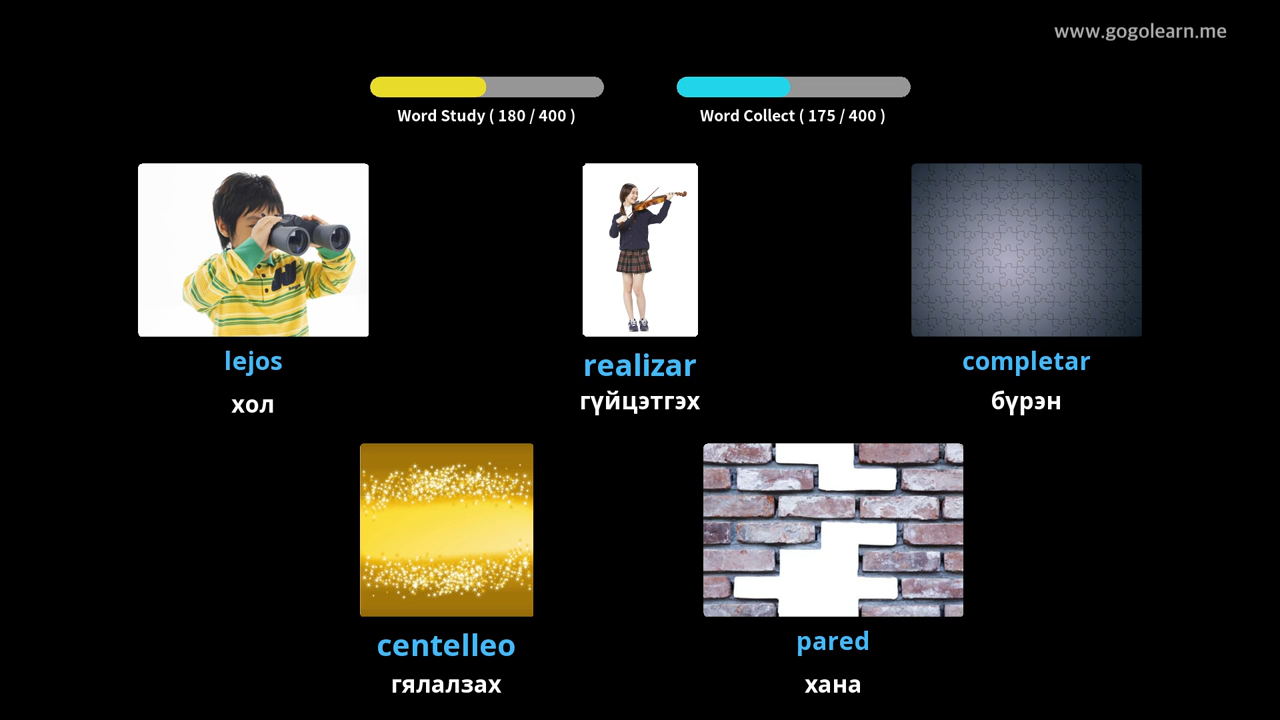 www.gogolearn.me
Word Study ( 180 / 400 )
Word Collect ( 175 / 400 )
lejos
хол
realizar
гүйцэтгэх
completar
бүрэн
centelleo
гялалзах
pared
хана